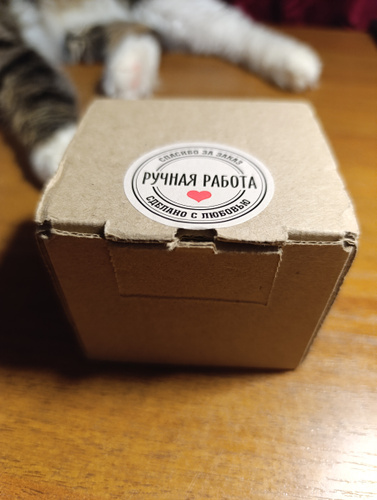 СПАСИБО ЗА ЗАКАЗ
РУЧНАЯ РАБОТА
СДЕЛАНО С ЛЮБОВЬЮ